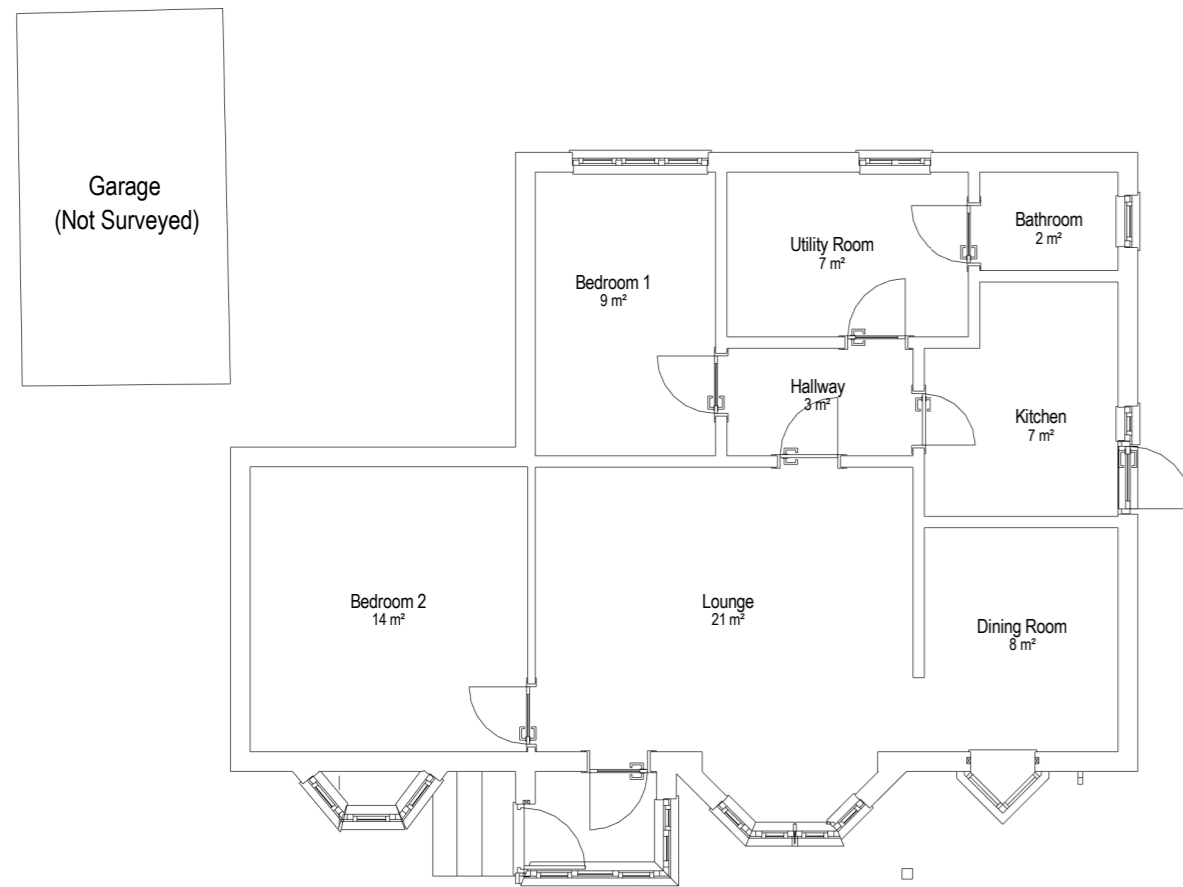 Garage
(Not Surveyed)
Bathroom
2 m²
Utility Room
7 m²
Bedroom 1
9 m²
Hallway
3 m²
Kitchen
7 m²
Bedroom 2
14 m²
Lounge
21 m²
Dining Room
8 m²